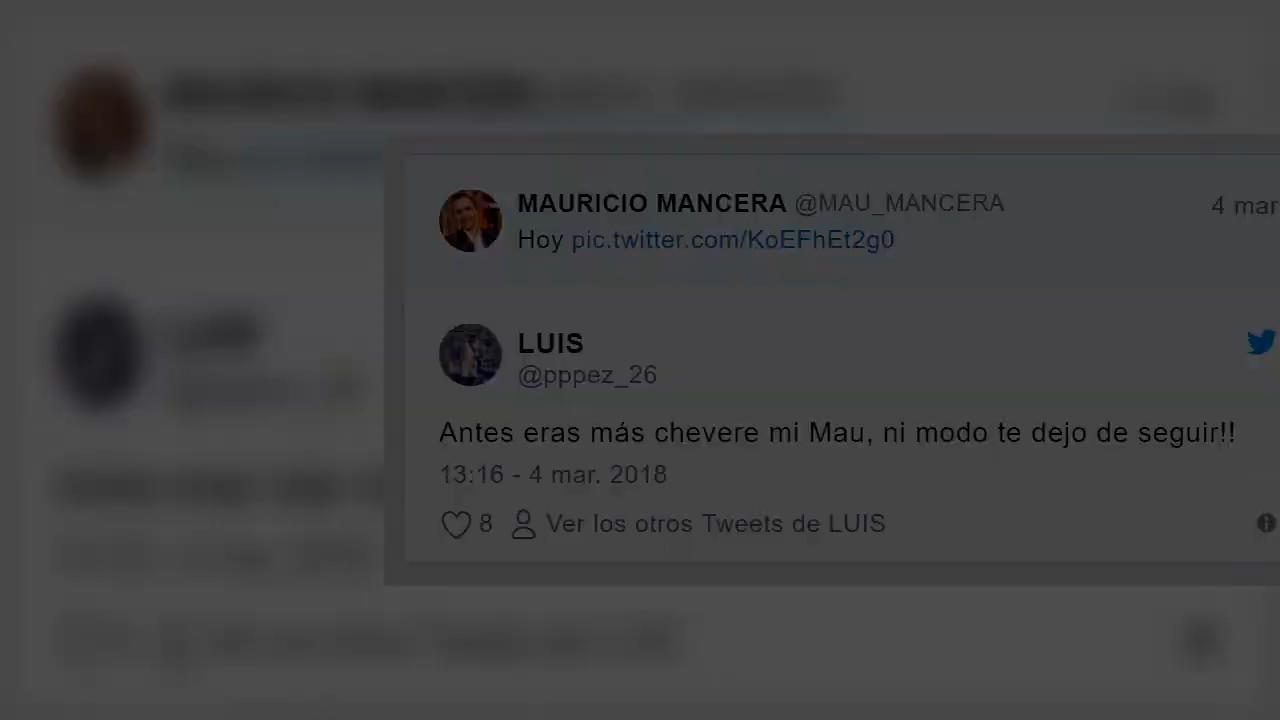 MAURICIO MANCERA @MAU_MANCERA 4 mar
Hoy pic.twitter.com/KoEFhEt2g0
LUIS
@pppez_26
Antes eras más chevere mi Mau, ni modo te dejo de seguir!!
13:16 - 4 mar. 2018
8 Ver los otros Tweets de LUIS